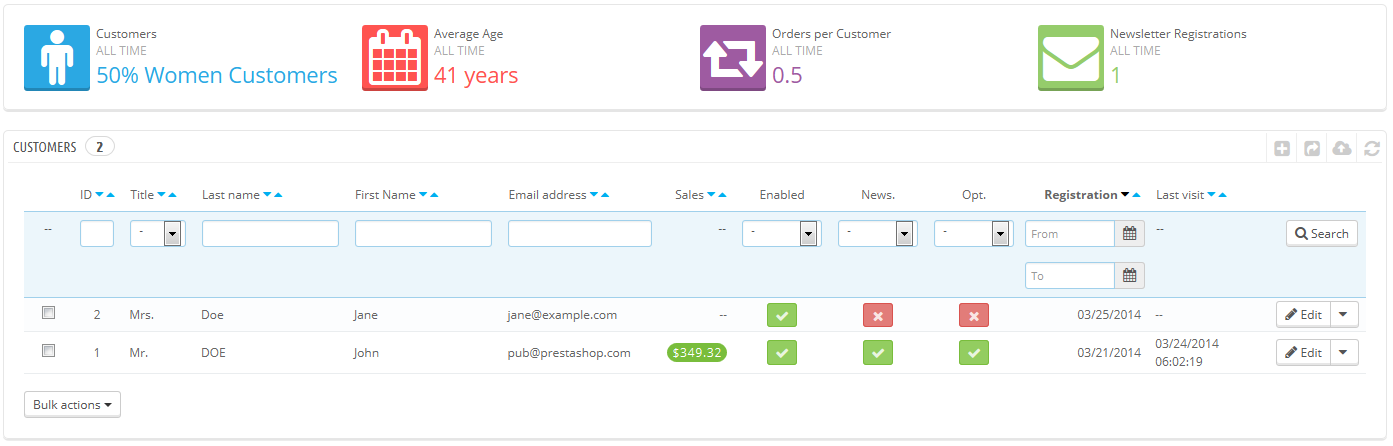 Customers
ALL TIME
50% Women Customers
Average Age
ALL TIME
41 years
Orders per Customer
ALL TIME
0.5
Newsletter Registrations
ALL TIME
1
CUSTOMERS 2
ID Title Last name First Name Email address Sales Enabled News. Opt. Registration Last visit
-- - -- - - - From -- Search
To
2 Mrs. Doe Jane jane@example.com -- 03/25/2014 -- Edit
1 Mr. DOE John pub@prestashop.com $349.32 03/21/2014 03/24/2014 Edit
06:02:19
Bulk actions